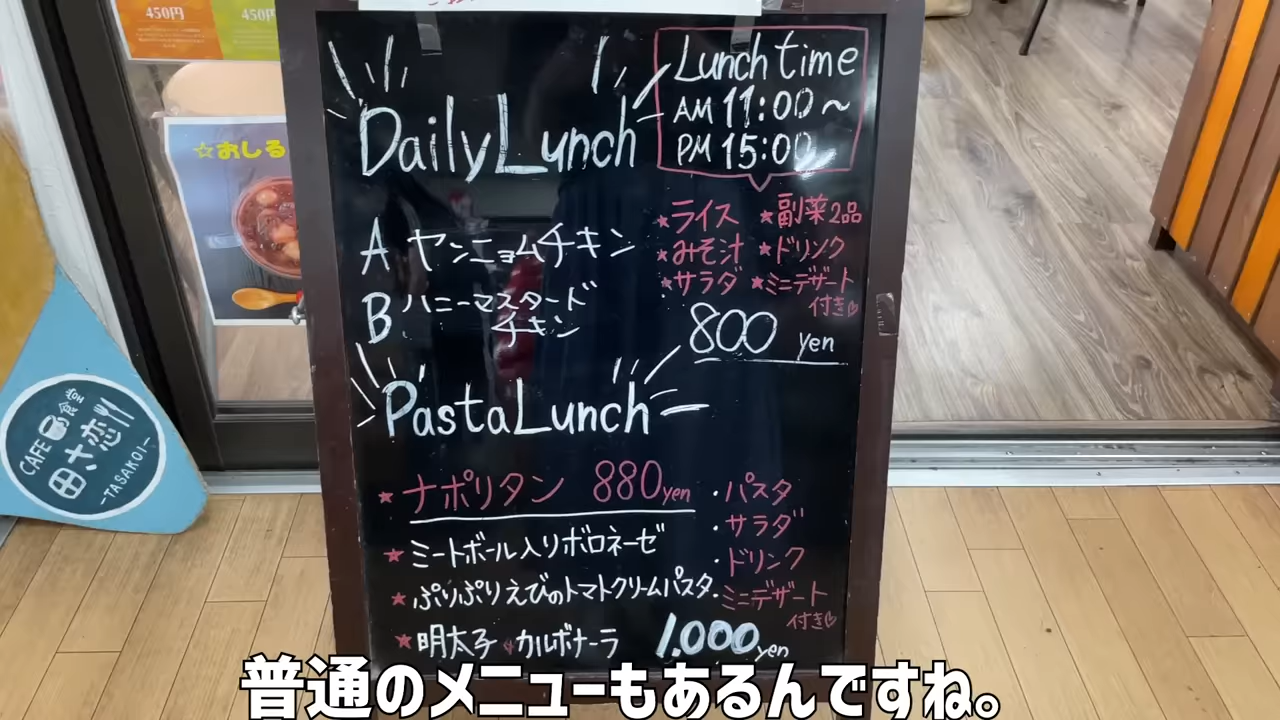 450円
450円
☆おしる
Daily Lunch
Lunch time
AM 11:00～
PM 15:00
A ヤンニョムチキン
B ハニーマスタード
チキン
★ライス ★副菜2品
★みそ汁 ★ドリンク
★サラダ ★ミニデザート
付き♡
800 yen
Pasta Lunch
★ナポリタン 880yen
★ミートボール入りボロネーゼ
★ぷりぷりえびのトマトクリームパスタ
★明太子カルボナーラ
・パスタ
・サラダ
・ドリンク
・ミニデザート
付き♡
1.000yen
CAFE 食堂
田さ恋
-TASAKOI-
普通のメニューもあるんですね。